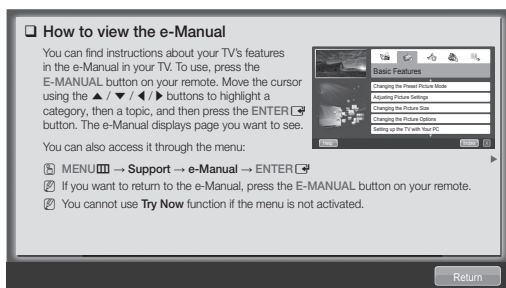 ❑ How to view the e-Manual
You can find instructions about your TV's features
in the e-Manual in your TV. To use, press the
E-MANUAL button on your remote. Move the cursor
using the ▲ / ▼ / ◀ / ▶ buttons to highlight a
category, then a topic, and then press the ENTER
button. The e-Manual displays page you want to see.
You can also access it through the menu:
MENU → Support → e-Manual → ENTER
If you want to return to the e-Manual, press the E-MANUAL button on your remote.
You cannot use Try Now function if the menu is not activated.
Basic Features
Changing the Preset Picture Mode
Adjusting Picture Settings
Changing the Picture Size
Changing the Picture Options
Setting up the TV with Your PC
Help
Index
Return